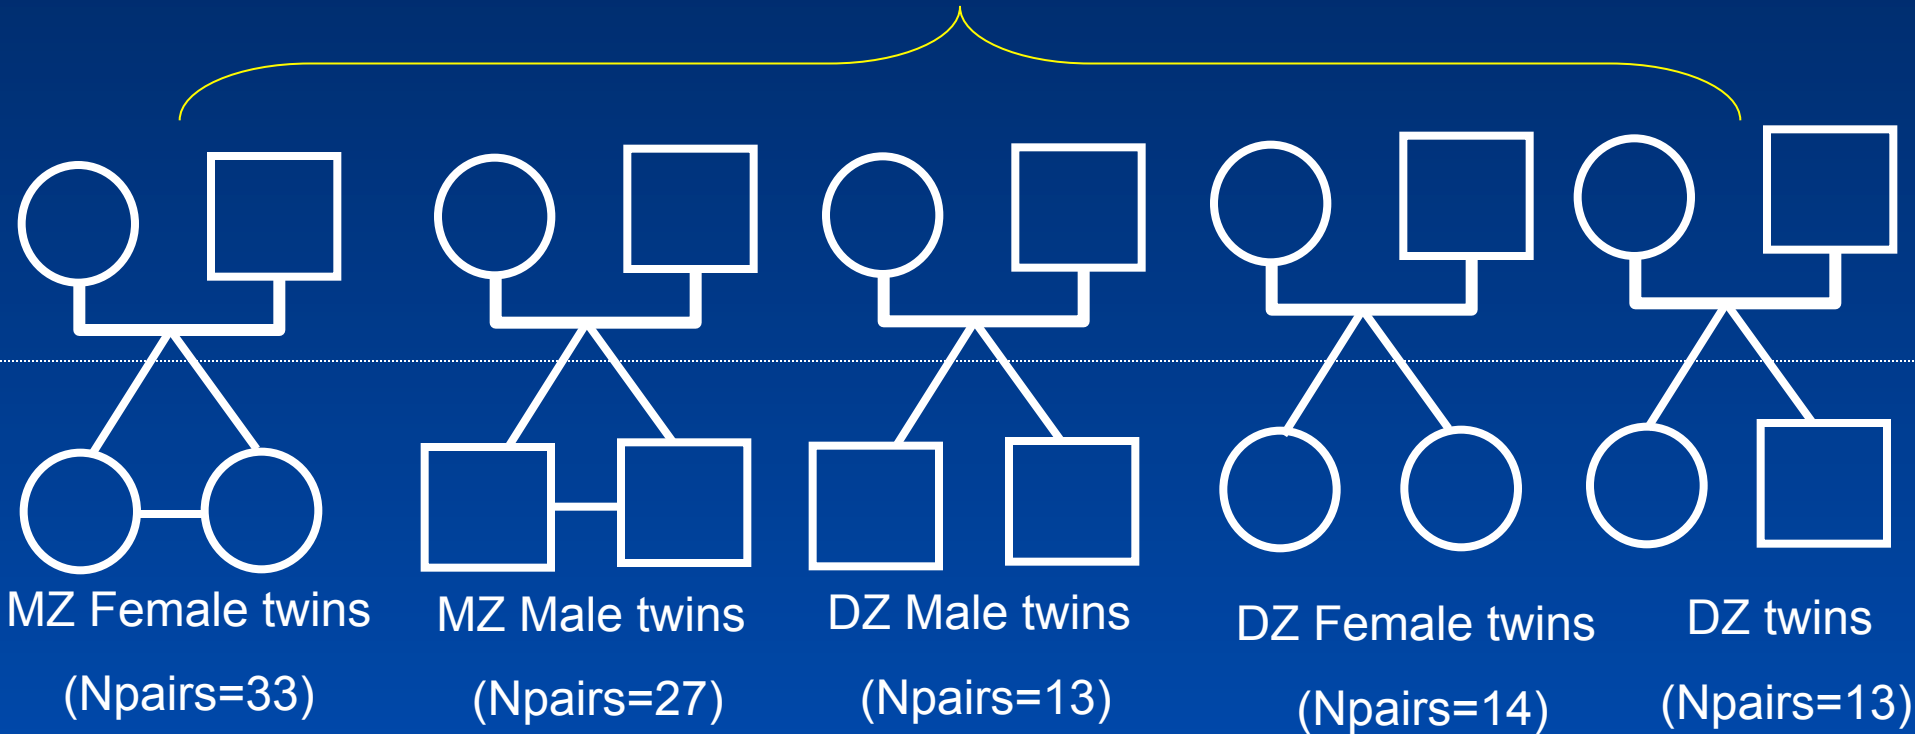 MZ Female twins
(Npairs=33)
MZ Male twins
(Npairs=27)
DZ Male twins
(Npairs=13)
DZ Female twins
(Npairs=14)
DZ twins
(Npairs=13)